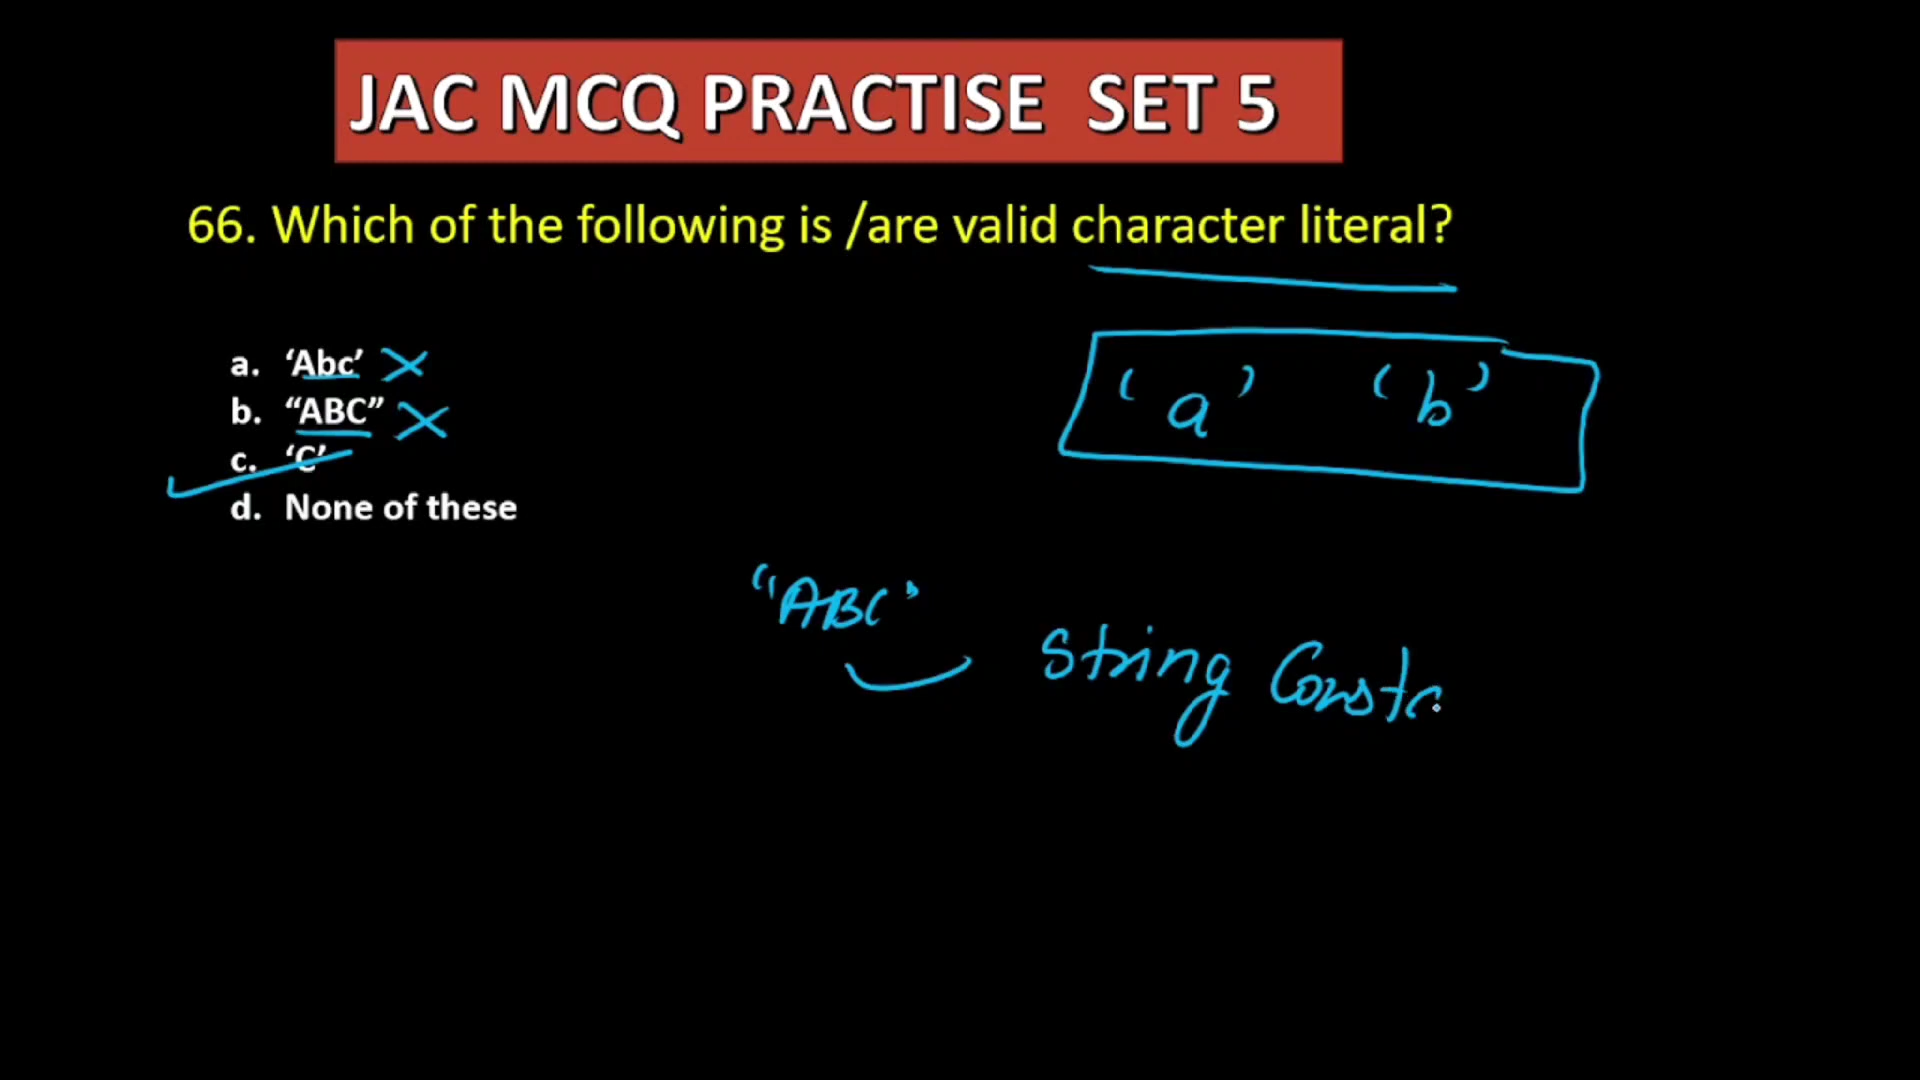 JAC MCQ PRACTISE SET 5
66. Which of the following is /are valid character literal?
a. ‘Abc’
b. “ABC”
c. ‘C’
d. None of these
‘a’ ‘b’
“ABC”
String Consta